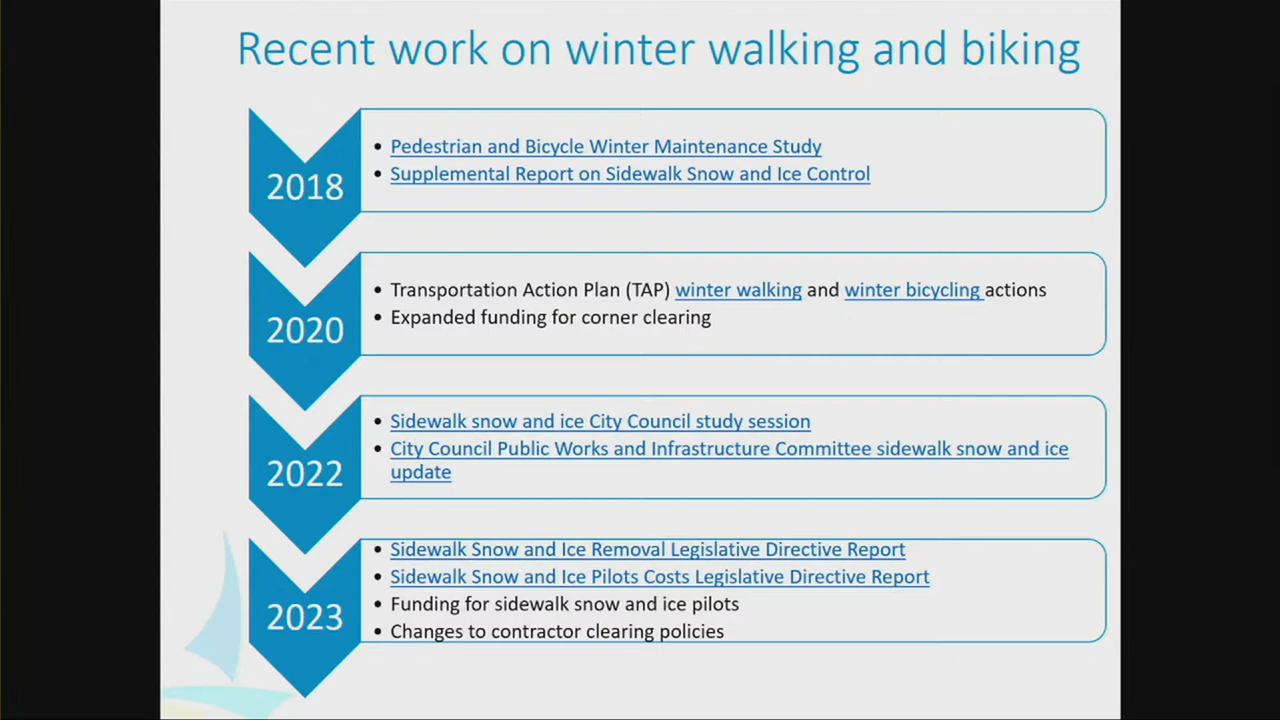 Recent work on winter walking and biking
2018
• Pedestrian and Bicycle Winter Maintenance Study
• Supplemental Report on Sidewalk Snow and Ice Control
2020
• Transportation Action Plan (TAP) winter walking and winter bicycling actions
• Expanded funding for corner clearing
2022
• Sidewalk snow and ice City Council study session
• City Council Public Works and Infrastructure Committee sidewalk snow and ice
update
2023
• Sidewalk Snow and Ice Removal Legislative Directive Report
• Sidewalk Snow and Ice Pilots Costs Legislative Directive Report
• Funding for sidewalk snow and ice pilots
• Changes to contractor clearing policies